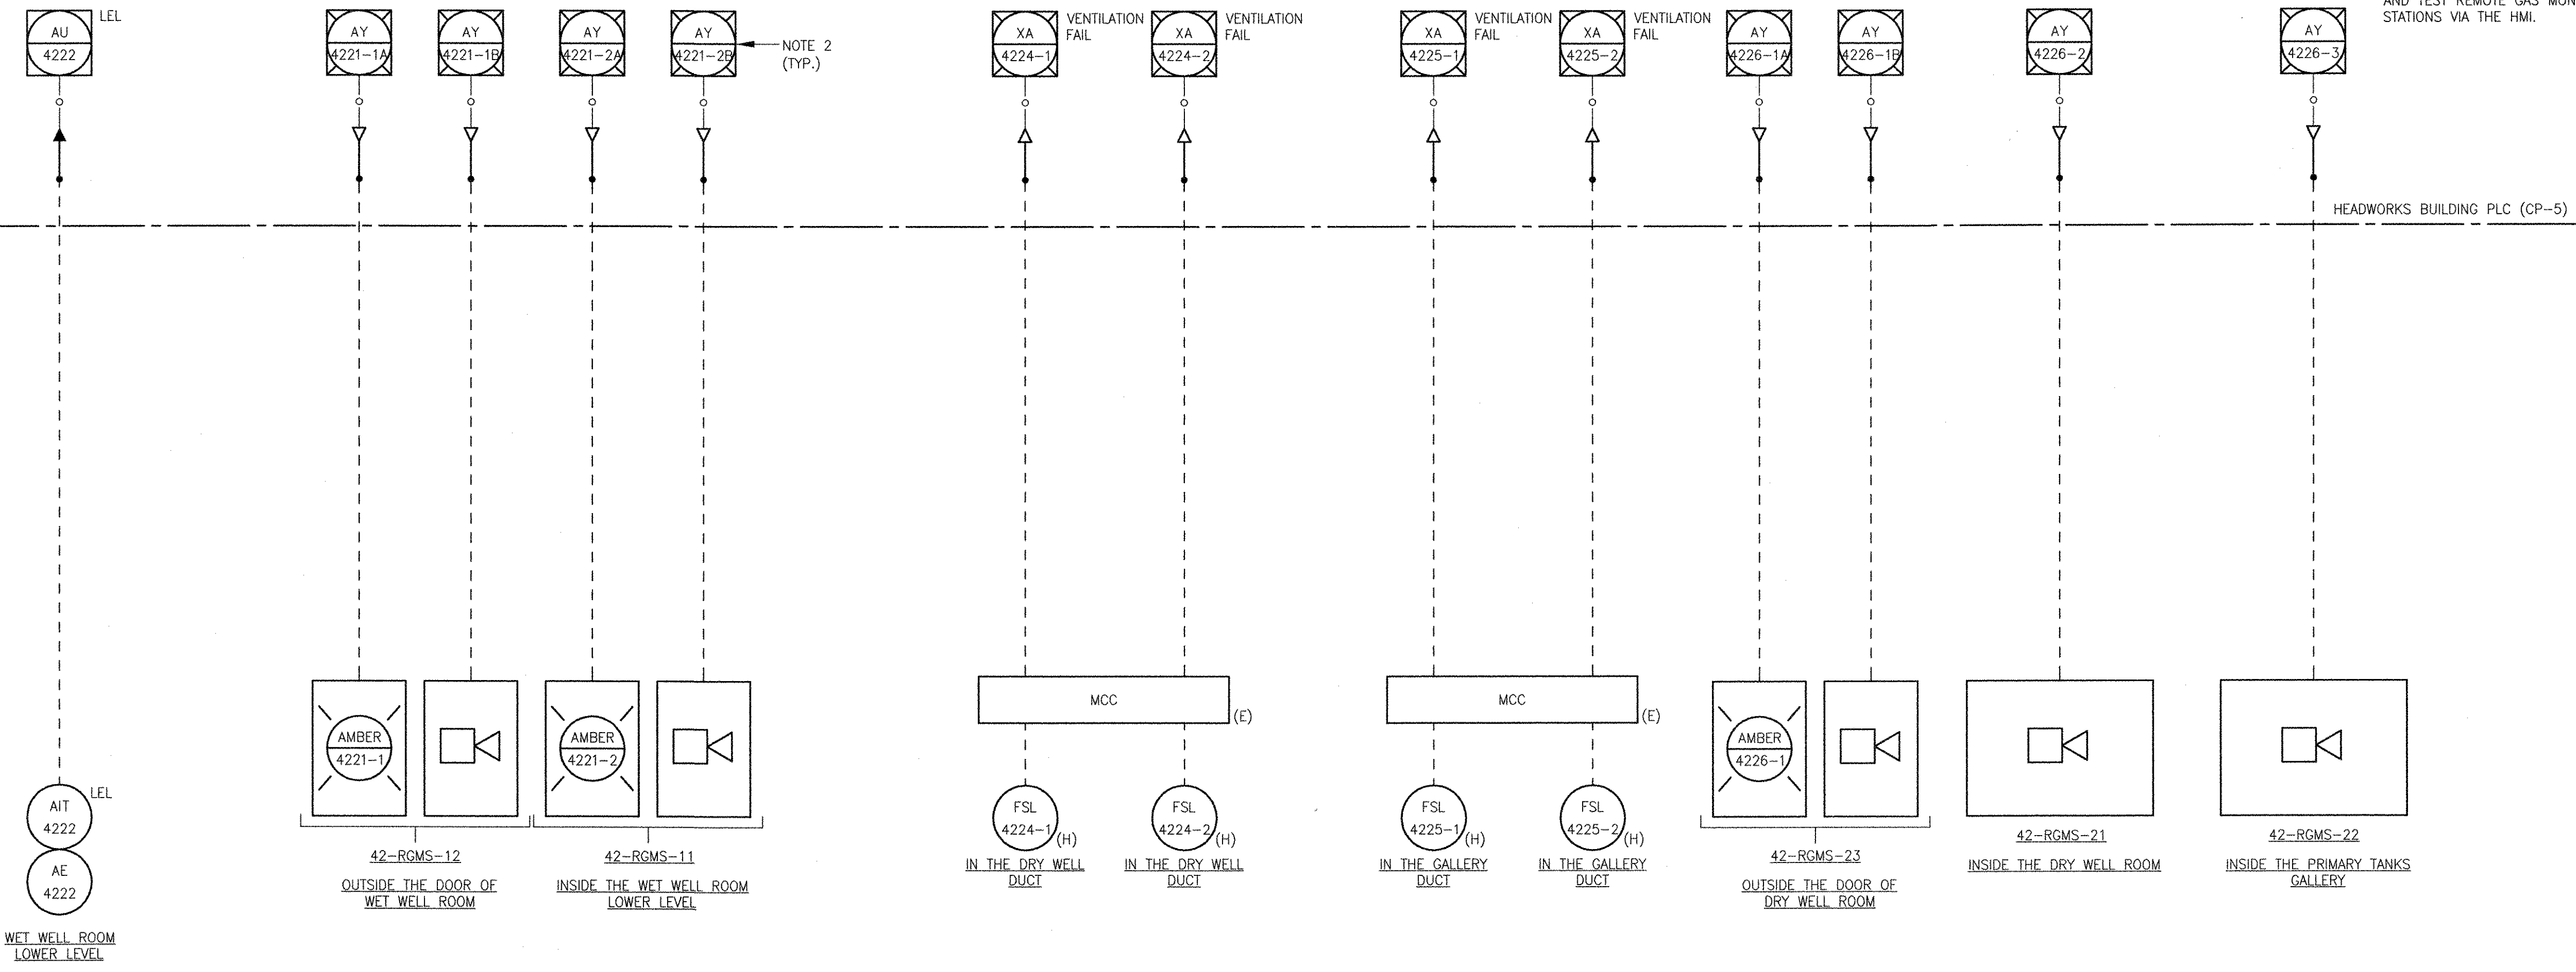 LEL
AU
4222
AY
4221-1A
AY
4221-1B
AY
4221-2A
AY
4221-2B
NOTE 2
(TYP.)
XA
4224-1
VENTILATION
FAIL
XA
4224-2
VENTILATION
FAIL
XA
4225-1
VENTILATION
FAIL
XA
4225-2
VENTILATION
FAIL
AY
4226-1A
AY
4226-1B
AY
4226-2
AY
4226-3
AND TEST REMOTE GAS
STATIONS VIA THE HMI.
HEADWORKS BUILDING PLC (CP-5)
AIT
4222
LEL
AE
4222
WET WELL ROOM
LOWER LEVEL
AMBER
4221-1
42-RGMS-12
OUTSIDE THE DOOR OF
WET WELL ROOM
AMBER
4221-2
42-RGMS-11
INSIDE THE WET WELL ROOM
LOWER LEVEL
MCC
(E)
FSL
4224-1
(H)
IN THE DRY WELL
DUCT
FSL
4224-2
(H)
IN THE DRY WELL
DUCT
MCC
(E)
FSL
4225-1
(H)
IN THE GALLERY
DUCT
FSL
4225-2
(H)
IN THE GALLERY
DUCT
AMBER
4226-1
42-RGMS-23
OUTSIDE THE DOOR OF
DRY WELL ROOM
42-RGMS-21
INSIDE THE DRY WELL ROOM
42-RGMS-22
INSIDE THE PRIMARY TANKS
GALLERY